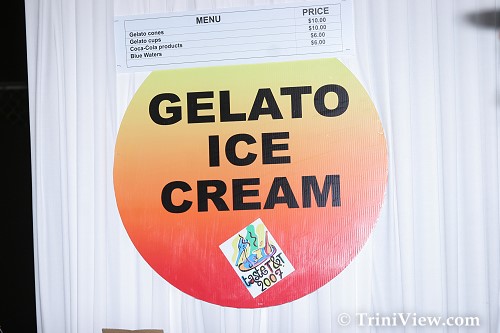 MENU PRICE
Gelato cones $10.00
Gelato cups $10.00
Coca-Cola products $6.00
Blue Waters $6.00
GELATO
ICE
CREAM
taste T&T
2007
© TriniView.com